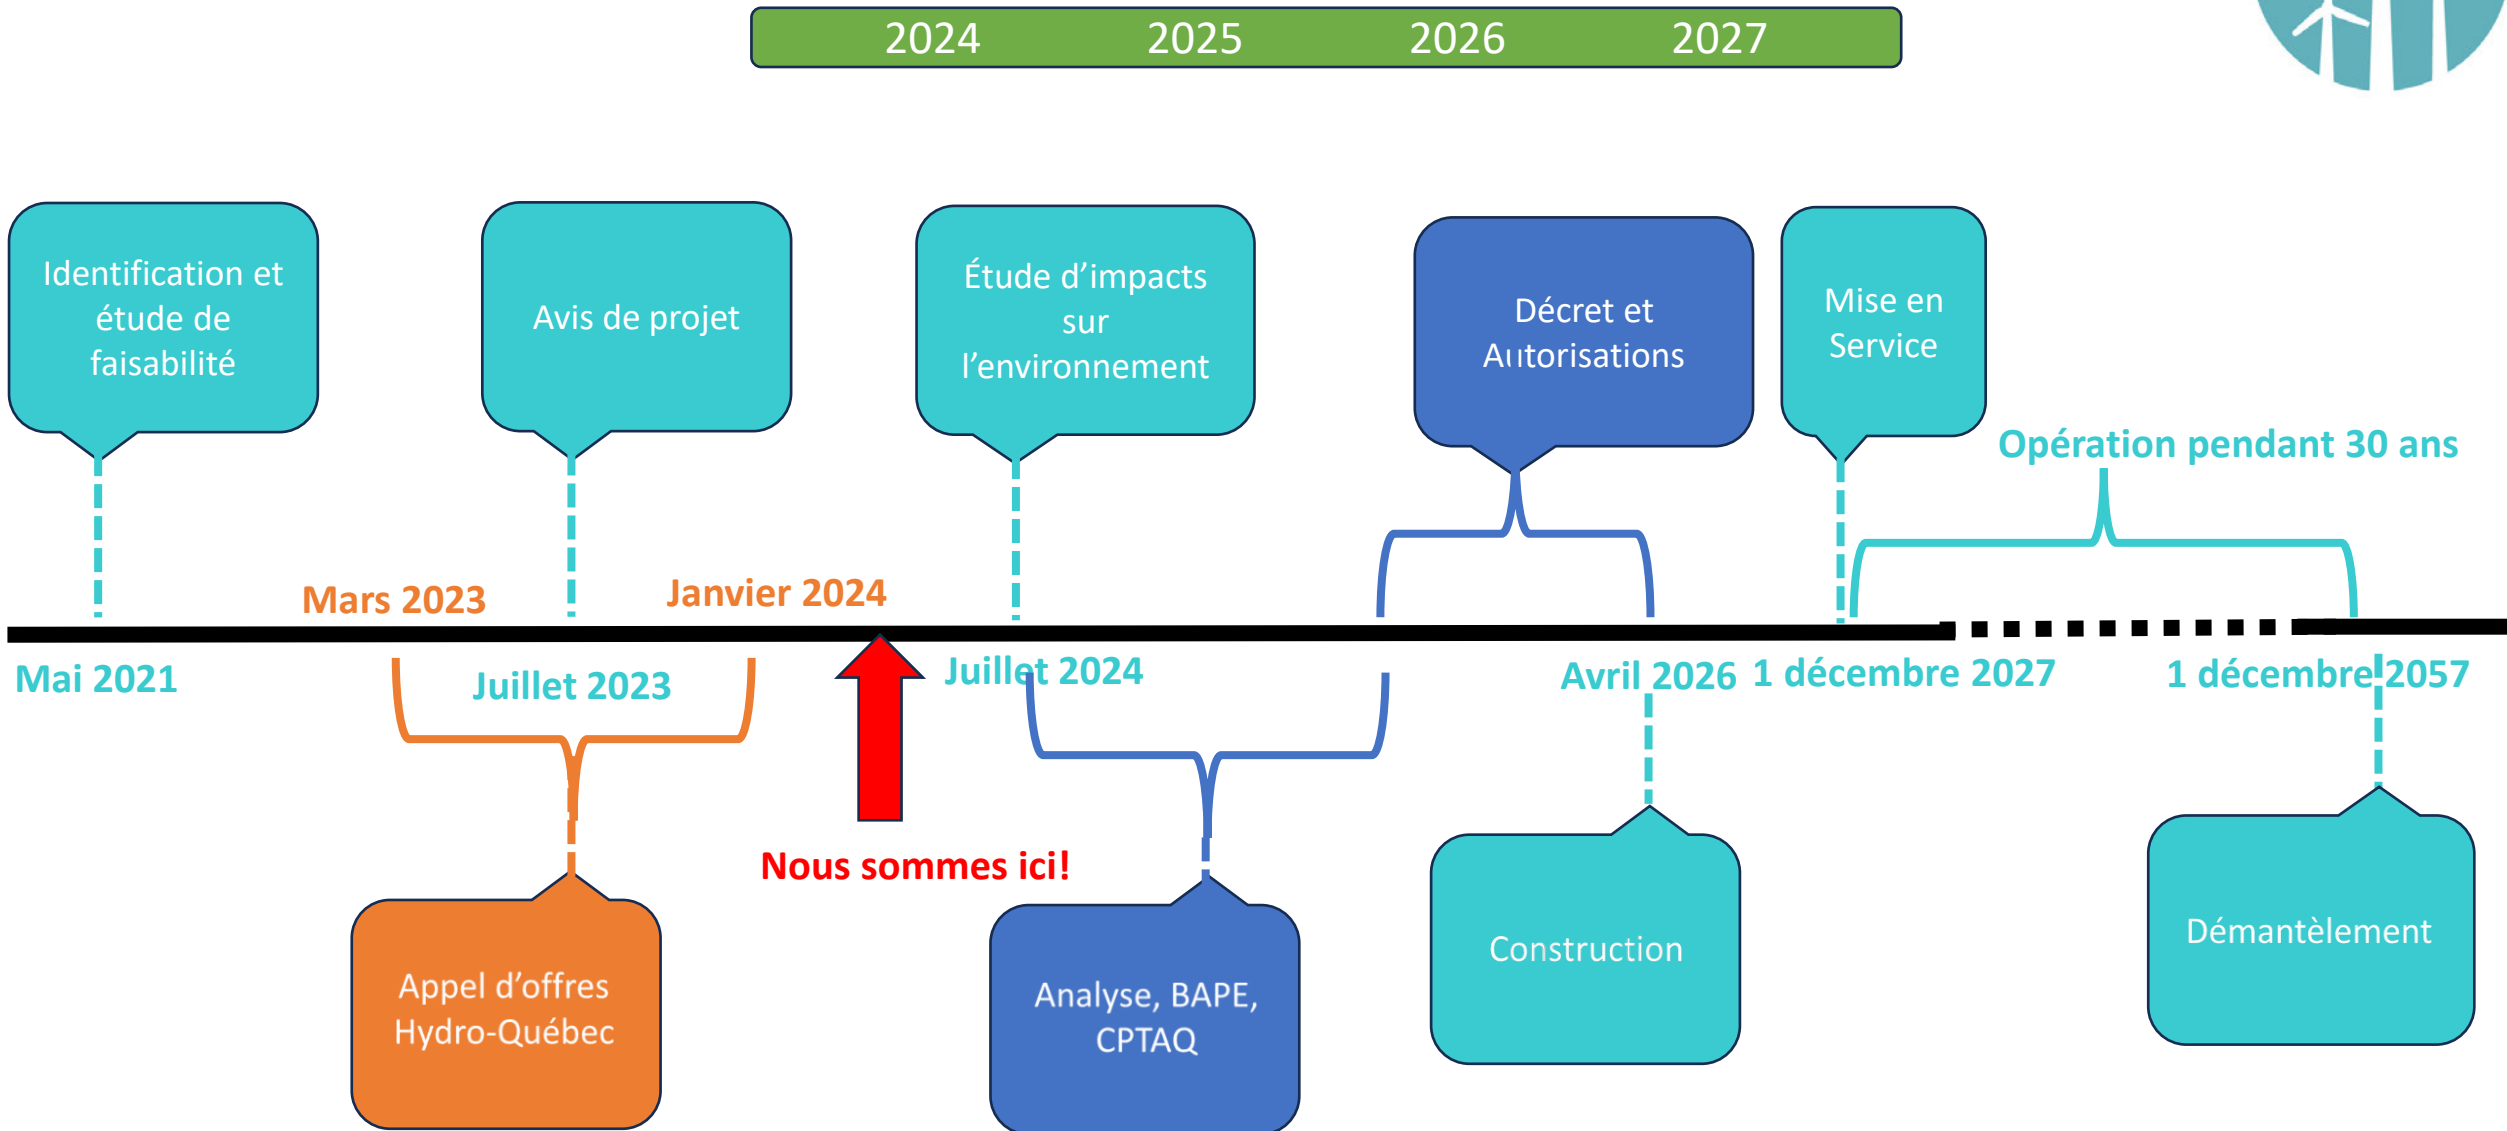 2024 2025 2026 2027
Identification et
étude de
faisabilité
Avis de projet
Étude d'impacts
sur
l'environnement
Décret et
Autorisations
Mise en
Service
Opération pendant 30 ans
Mars 2023
Janvier 2024
Mai 2021
Juillet 2023
Juillet 2024
Avril 2026
1 décembre 2027
1 décembre 2057
Nous sommes ici!
Appel d'offres
Hydro-Québec
Analyse, BAPE,
CPTAQ
Construction
Démantèlement